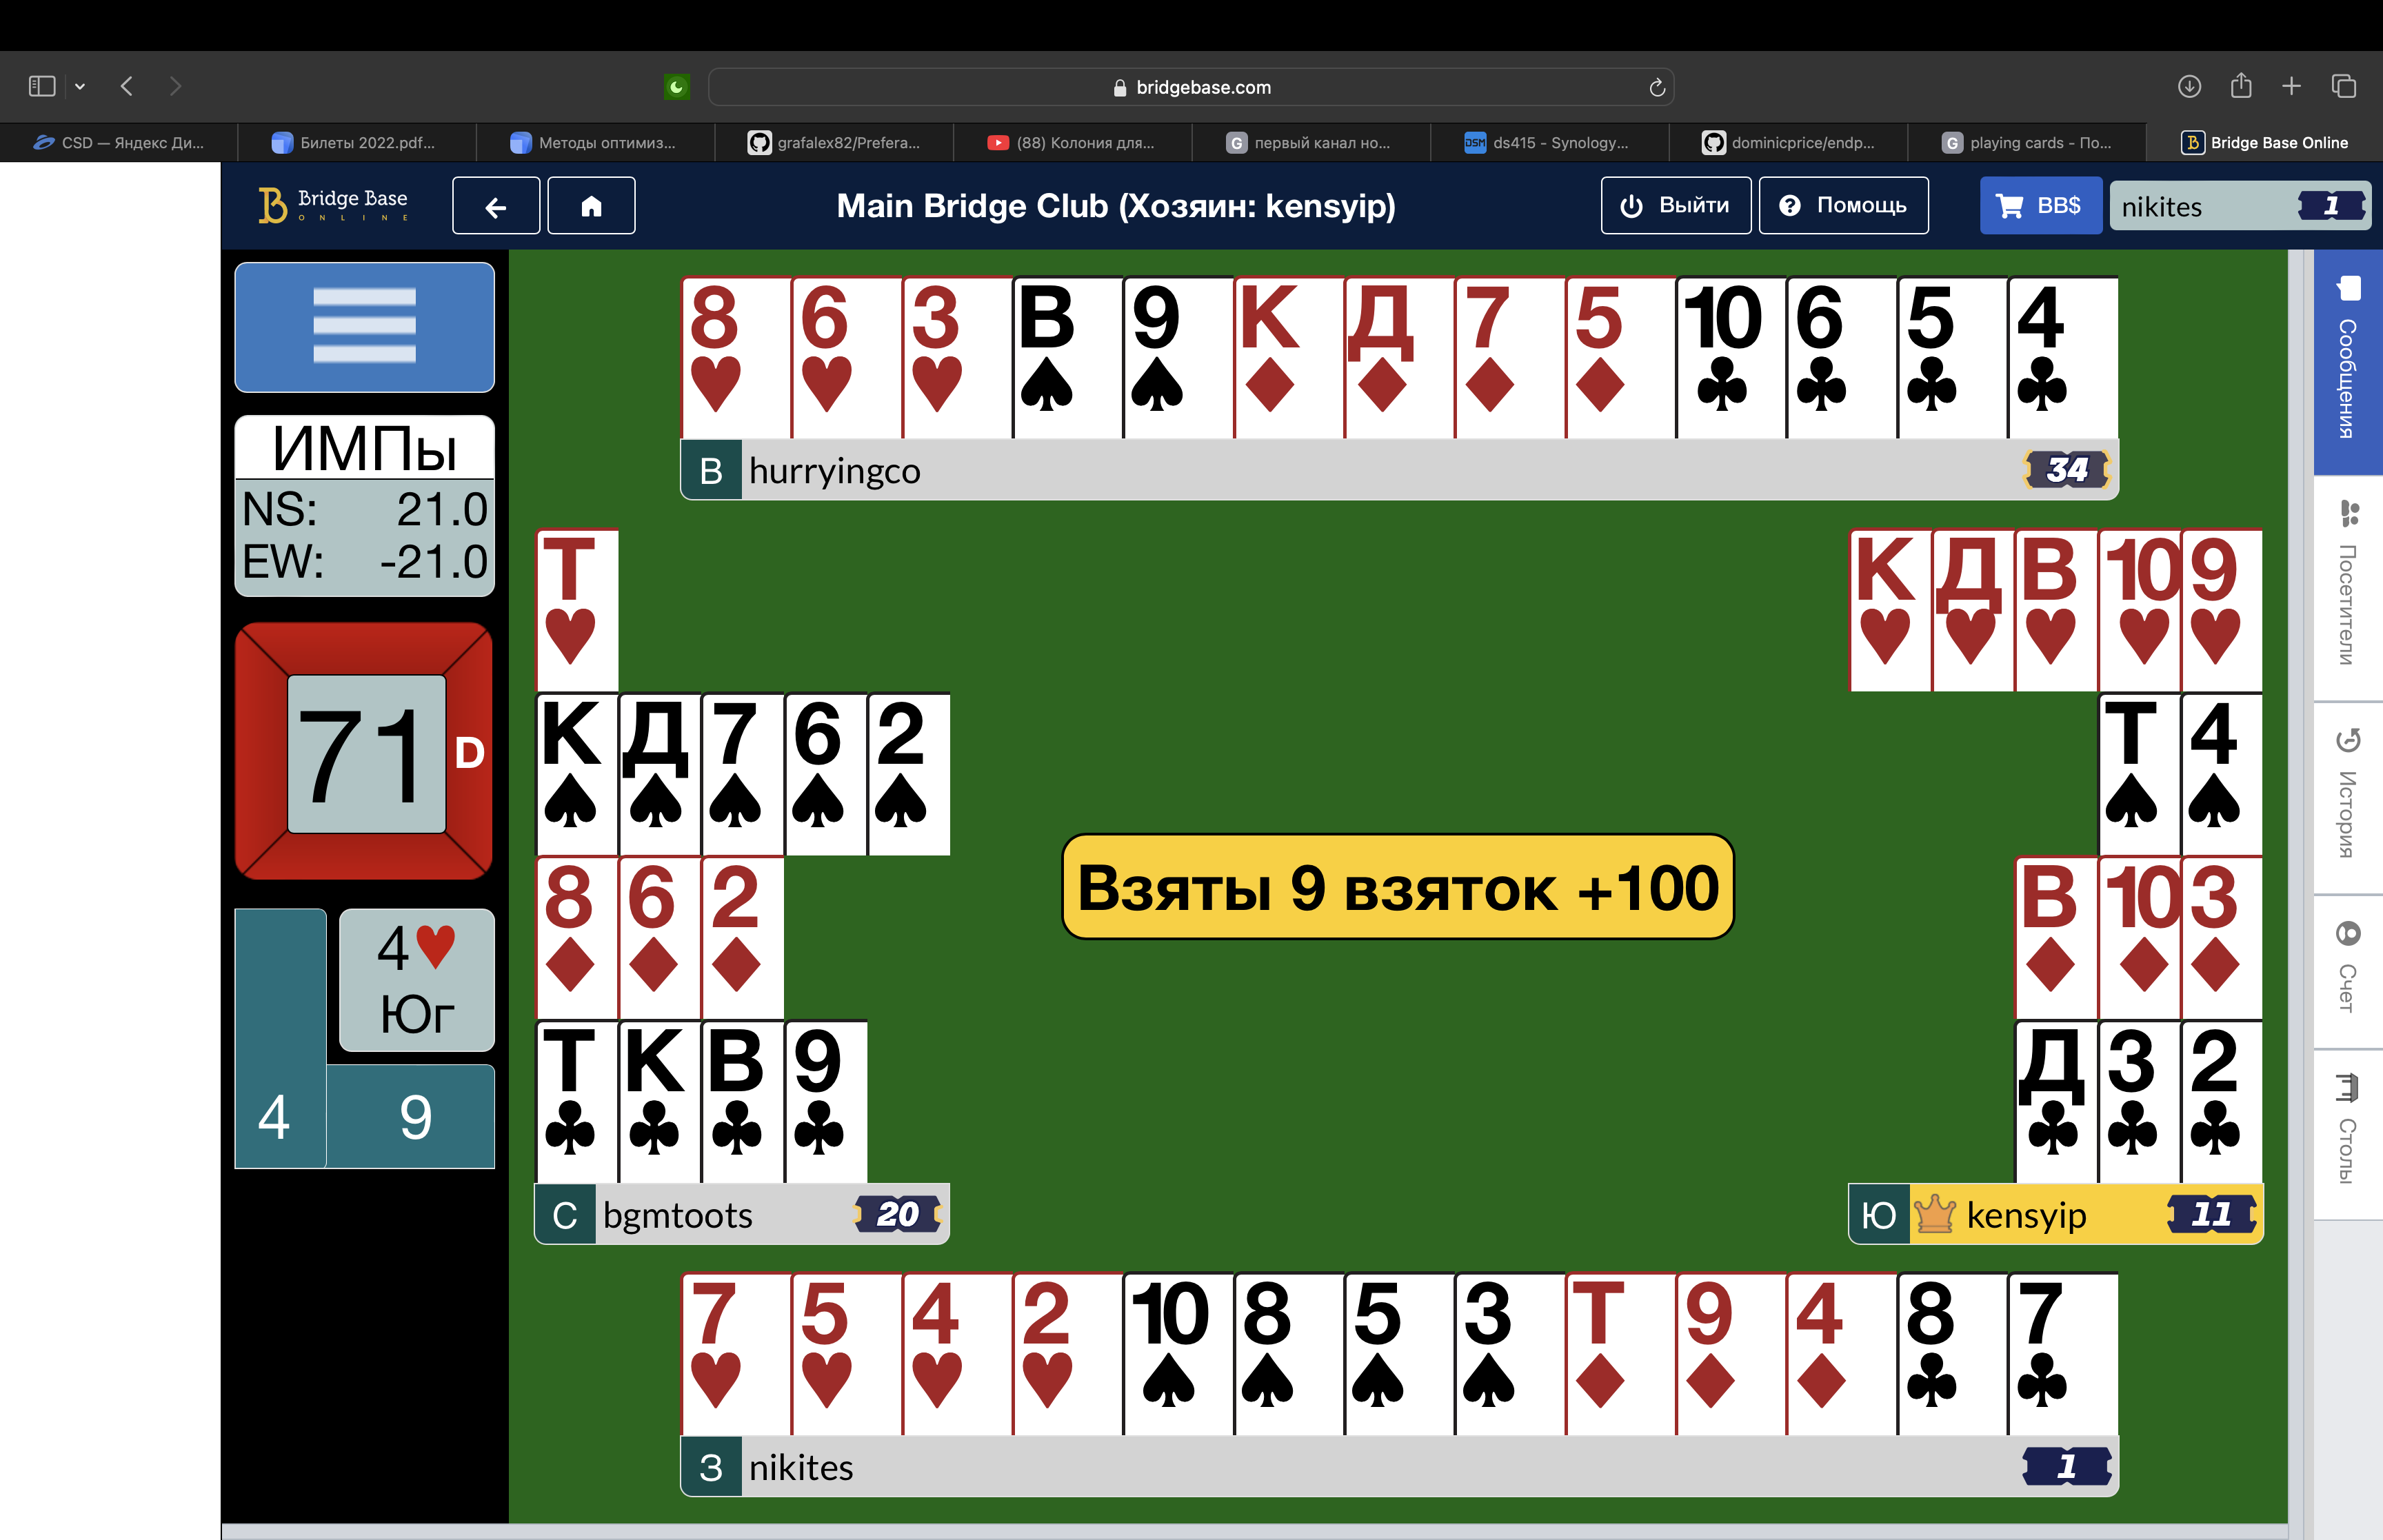 bridgebase.com
CSD — Яндекс Ди...
Билеты 2022.pdf...
Методы оптимиз...
grafalex82/Prefera...
(88) Колония для...
первый канал но...
DSM ds415 - Synology...
dominicprice/endp...
playing cards - По...
Bridge Base Online
Bridge Base
ONLINE
Main Bridge Club (Хозяин: kensyip)
Выйти
Помощь
BB$
nikites 1
ИМПы
NS: 21.0
EW: -21.0
71 D
4♥
Юг
4 9
8♥ 6♥ 3♥ В♠ 9♠ К♦ Д♦ 7♦ 5♦ 10♣ 6♣ 5♣ 4♣
В hurryingco 34
Т♥
К♠ Д♠ 7♠ 6♠ 2♠
8♦ 6♦ 2♦
Т♣ К♣ В♣ 9♣
С bgmtoots 20
Взяты 9 взяток +100
К♥ Д♥ В♥ 10♥ 9♥
Т♠ 4♠
В♦ 10♦ 3♦
Д♣ 3♣ 2♣
Ю kensyip 11
7♥ 5♥ 4♥ 2♥ 10♠ 8♠ 5♠ 3♠ Т♦ 9♦ 4♦ 8♣ 7♣
З nikites 1
Сообщения
Посетители
История
Счет
Столы